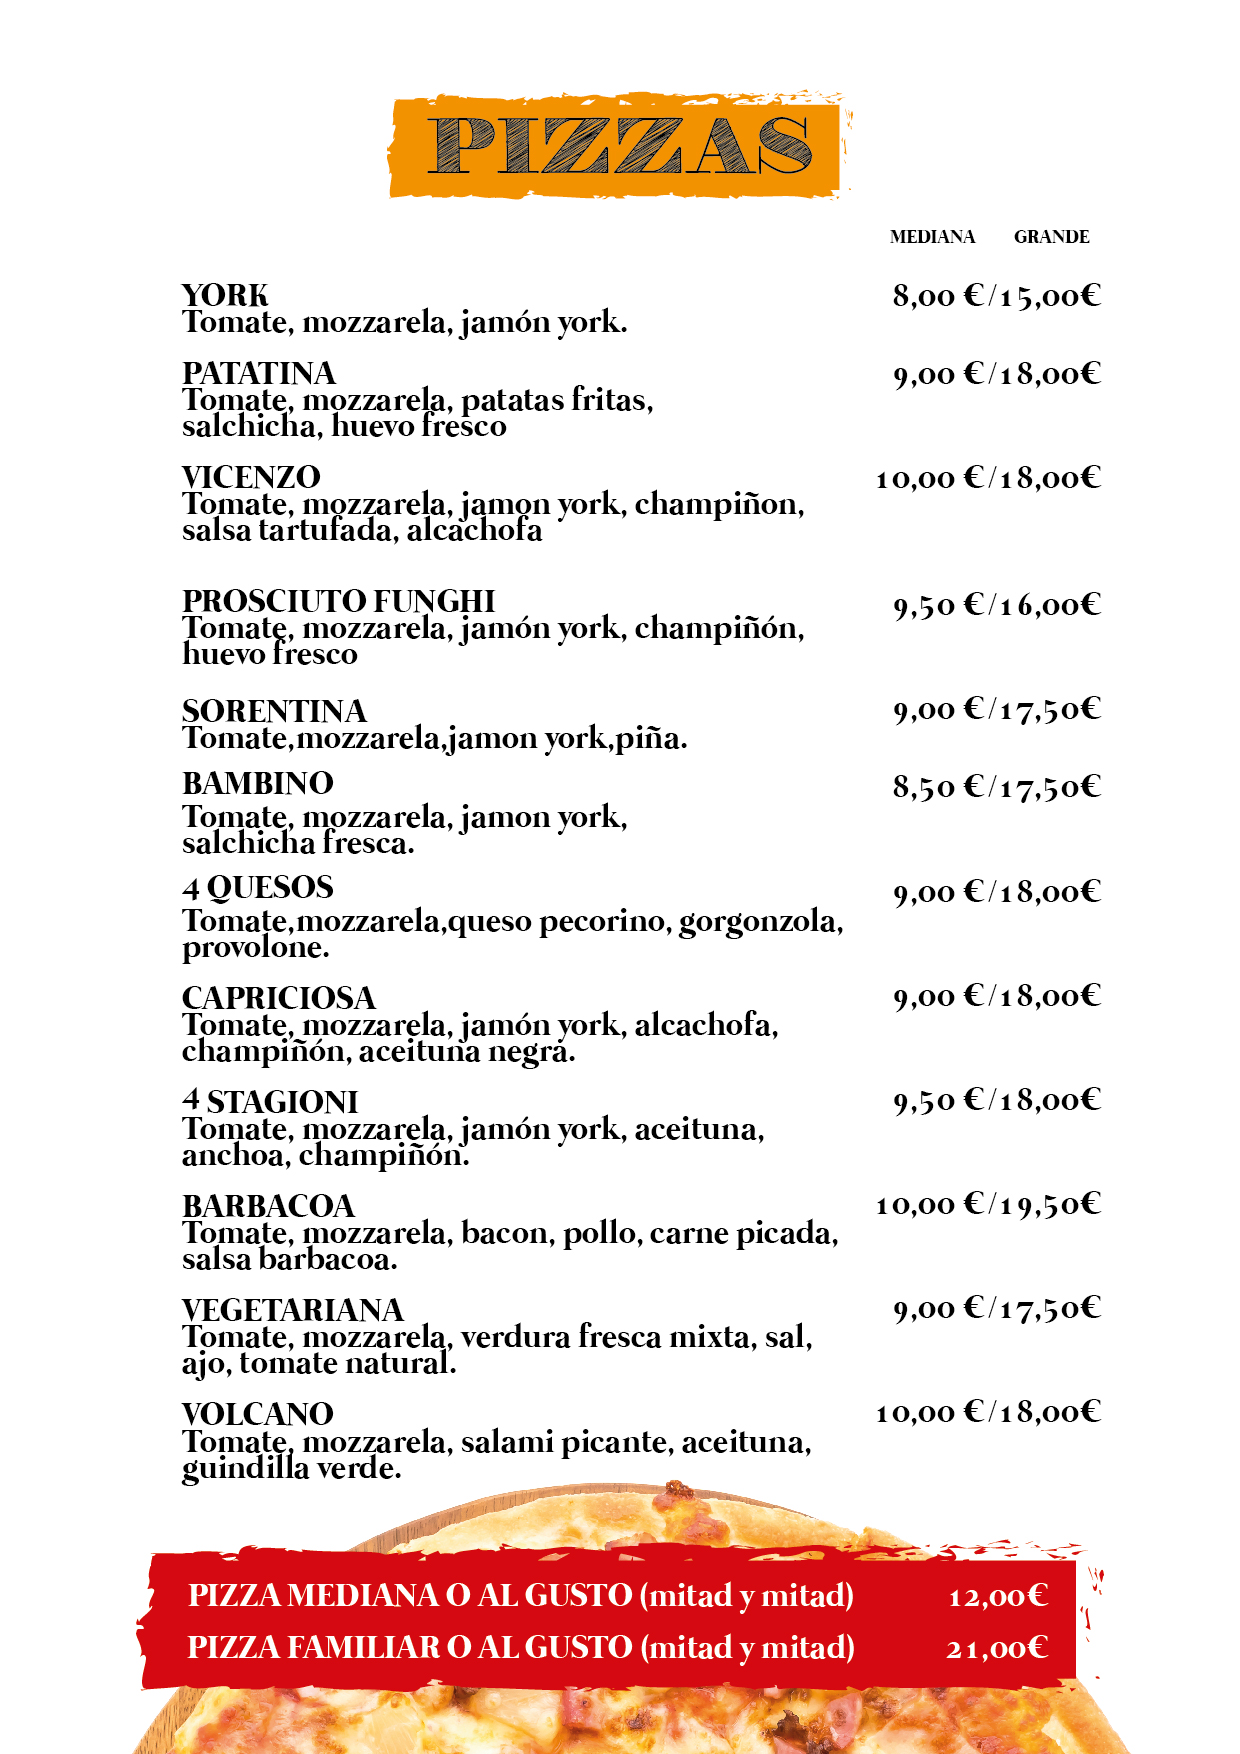 PIZZAS
MEDIANA GRANDE
YORK 8,00 €/15,00€
Tomate, mozzarela, jamón york.
PATATINA 9,00 €/18,00€
Tomate, mozzarela, patatas fritas,
salchicha, huevo fresco
VICENZO 10,00 €/18,00€
Tomate, mozzarela, jamon york, champiñon,
salsa tartufada, alcachofa
PROSCIUTO FUNGHI 9,50 €/16,00€
Tomate, mozzarela, jamón york, champiñón,
huevo fresco
SORENTINA 9,00 €/17,50€
Tomate,mozzarela,jamon york,piña.
BAMBINO 8,50 €/17,50€
Tomate, mozzarela, jamon york,
salchicha fresca.
4 QUESOS 9,00 €/18,00€
Tomate,mozzarela,queso pecorino, gorgonzola,
provolone.
CAPRICIOSA 9,00 €/18,00€
Tomate, mozzarela, jamón york, alcachofa,
champiñón, aceituna negra.
4 STAGIONI 9,50 €/18,00€
Tomate, mozzarela, jamón york, aceituna,
anchoa, champiñón.
BARBACOA 10,00 €/19,50€
Tomate, mozzarela, bacon, pollo, carne picada,
salsa barbacoa.
VEGETARIANA 9,00 €/17,50€
Tomate, mozzarela, verdura fresca mixta, sal,
ajo, tomate natural.
VOLCANO 10,00 €/18,00€
Tomate, mozzarela, salami picante, aceituna,
guindilla verde.
PIZZA MEDIANA O AL GUSTO (mitad y mitad) 12,00€
PIZZA FAMILIAR O AL GUSTO (mitad y mitad) 21,00€